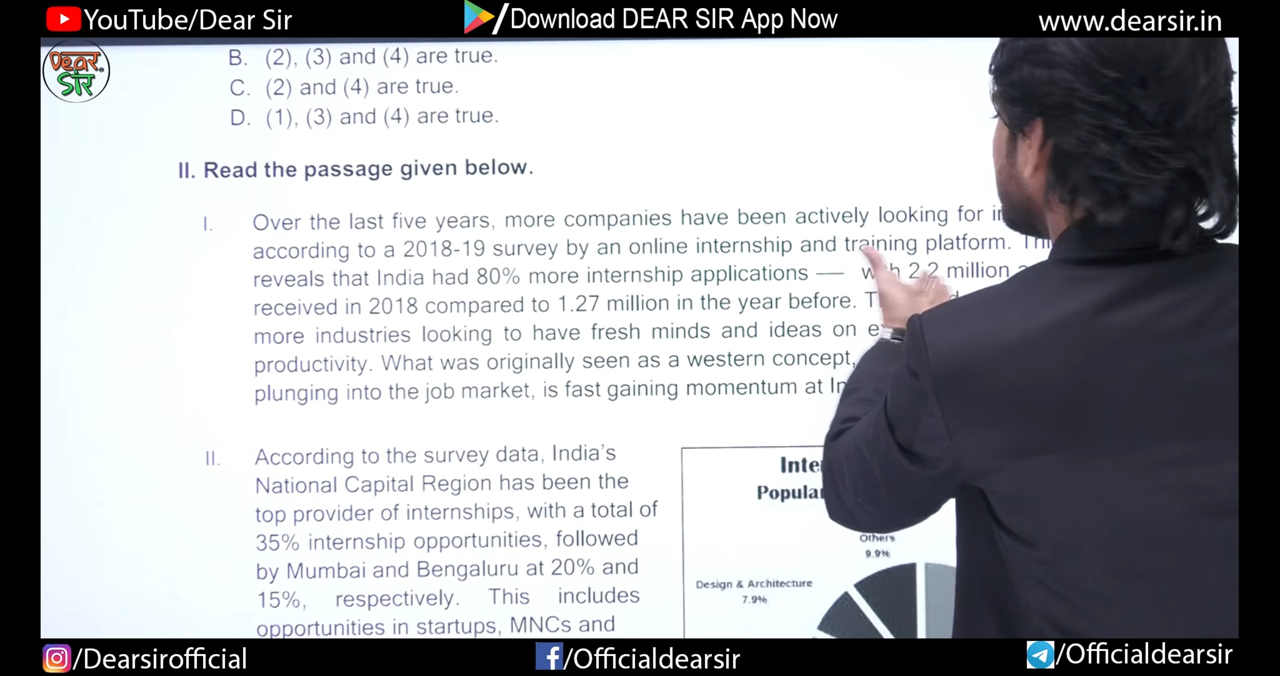 YouTube/Dear Sir
/Download DEAR SIR App Now
www.dearsir.in
Dear
Sir
B. (2), (3) and (4) are true.
C. (2) and (4) are true.
D. (1), (3) and (4) are true.
II. Read the passage given below.
I. Over the last five years, more companies have been actively looking for
according to a 2018-19 survey by an online internship and training platform.
reveals that India had 80% more internship applications — with 2.2 million
received in 2018 compared to 1.27 million in the year before.
more industries looking to have fresh minds and ideas on
productivity. What was originally seen as a western concept,
plunging into the job market, is fast gaining momentum at
II. According to the survey data, India's
National Capital Region has been the
top provider of internships, with a total of
35% internship opportunities, followed
by Mumbai and Bengaluru at 20% and
15%, respectively. This includes
opportunities in startups, MNCs and
Others
9.9%
Design & Architecture
7.9%
/Dearsirofficial
/Officialdearsir
/Officialdearsir